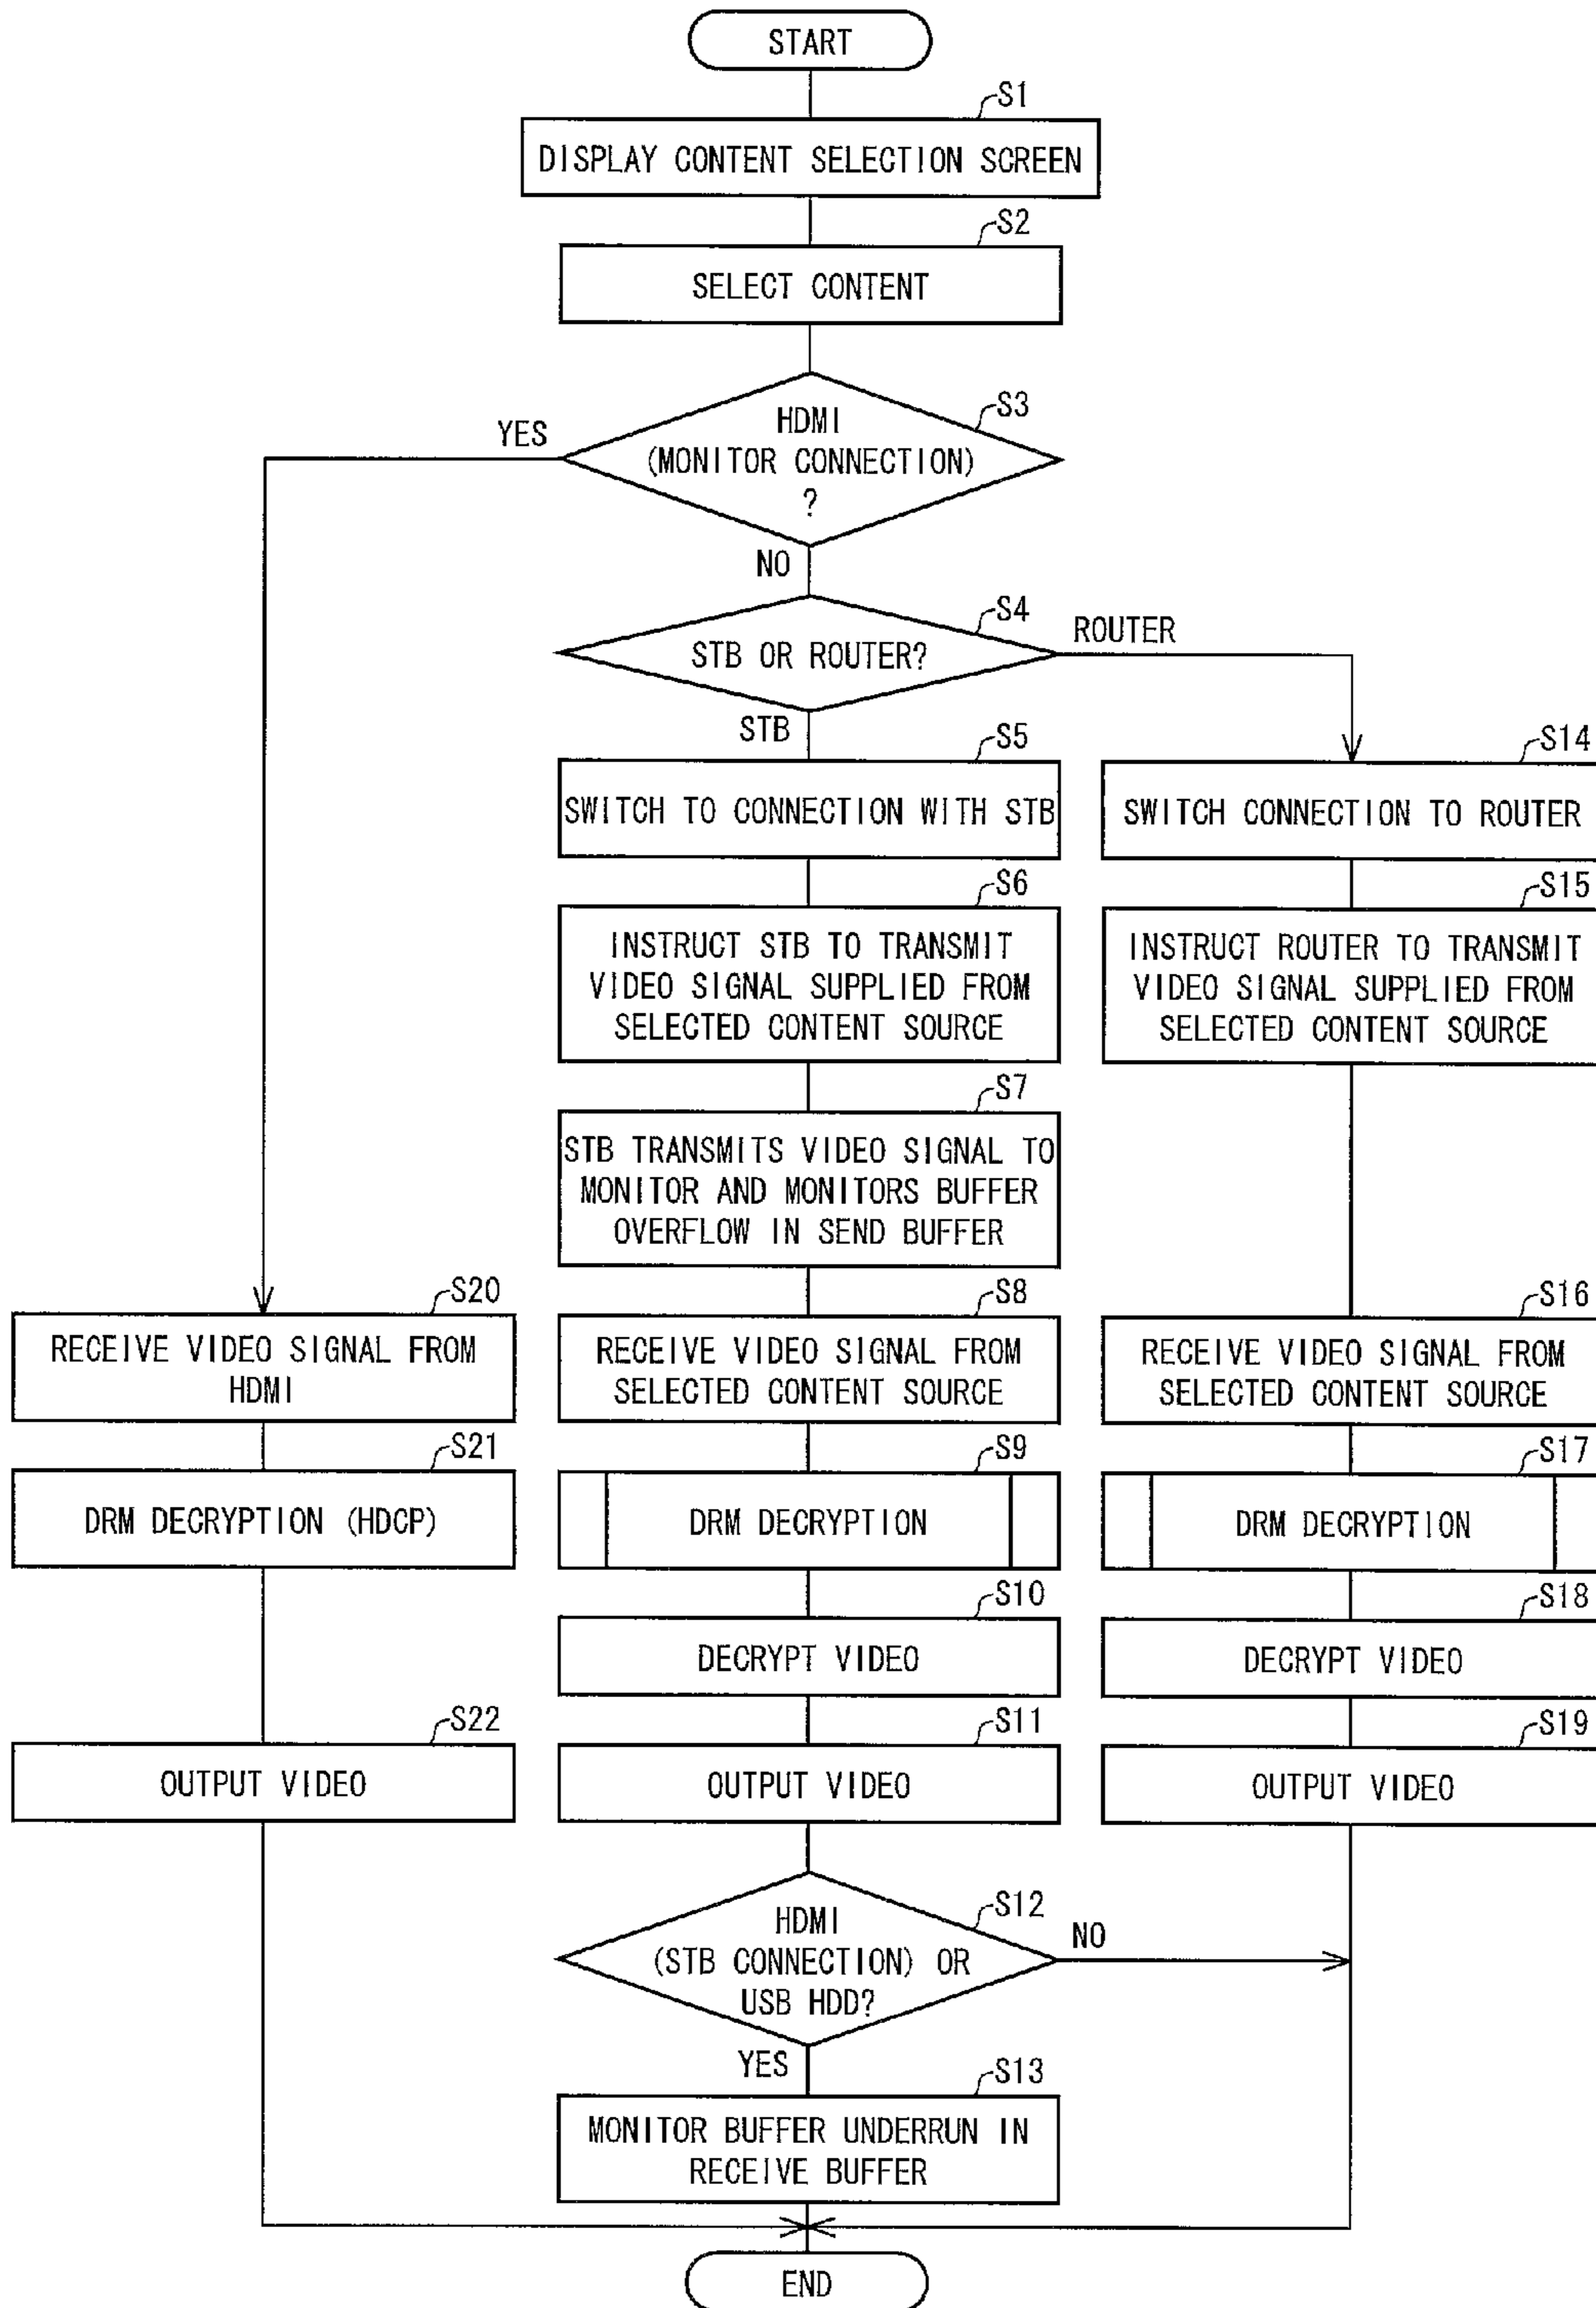 START
S1
DISPLAY CONTENT SELECTION SCREEN
S2
SELECT CONTENT
S3
HDMI
(MONITOR CONNECTION)
?
YES
NO
S4
STB OR ROUTER?
ROUTER
STB
S5
SWITCH TO CONNECTION WITH STB
S6
INSTRUCT STB TO TRANSMIT
VIDEO SIGNAL SUPPLIED FROM
SELECTED CONTENT SOURCE
S7
STB TRANSMITS VIDEO SIGNAL TO
MONITOR AND MONITORS BUFFER
OVERFLOW IN SEND BUFFER
S8
RECEIVE VIDEO SIGNAL FROM
SELECTED CONTENT SOURCE
S9
DRM DECRYPTION
S10
DECRYPT VIDEO
S11
OUTPUT VIDEO
S12
HDMI
(STB CONNECTION) OR
USB HDD?
NO
YES
S13
MONITOR BUFFER UNDERRUN IN
RECEIVE BUFFER
S14
SWITCH CONNECTION TO ROUTER
S15
INSTRUCT ROUTER TO TRANSMIT
VIDEO SIGNAL SUPPLIED FROM
SELECTED CONTENT SOURCE
S16
RECEIVE VIDEO SIGNAL FROM
SELECTED CONTENT SOURCE
S17
DRM DECRYPTION
S18
DECRYPT VIDEO
S19
OUTPUT VIDEO
S20
RECEIVE VIDEO SIGNAL FROM
HDMI
S21
DRM DECRYPTION (HDCP)
S22
OUTPUT VIDEO
END